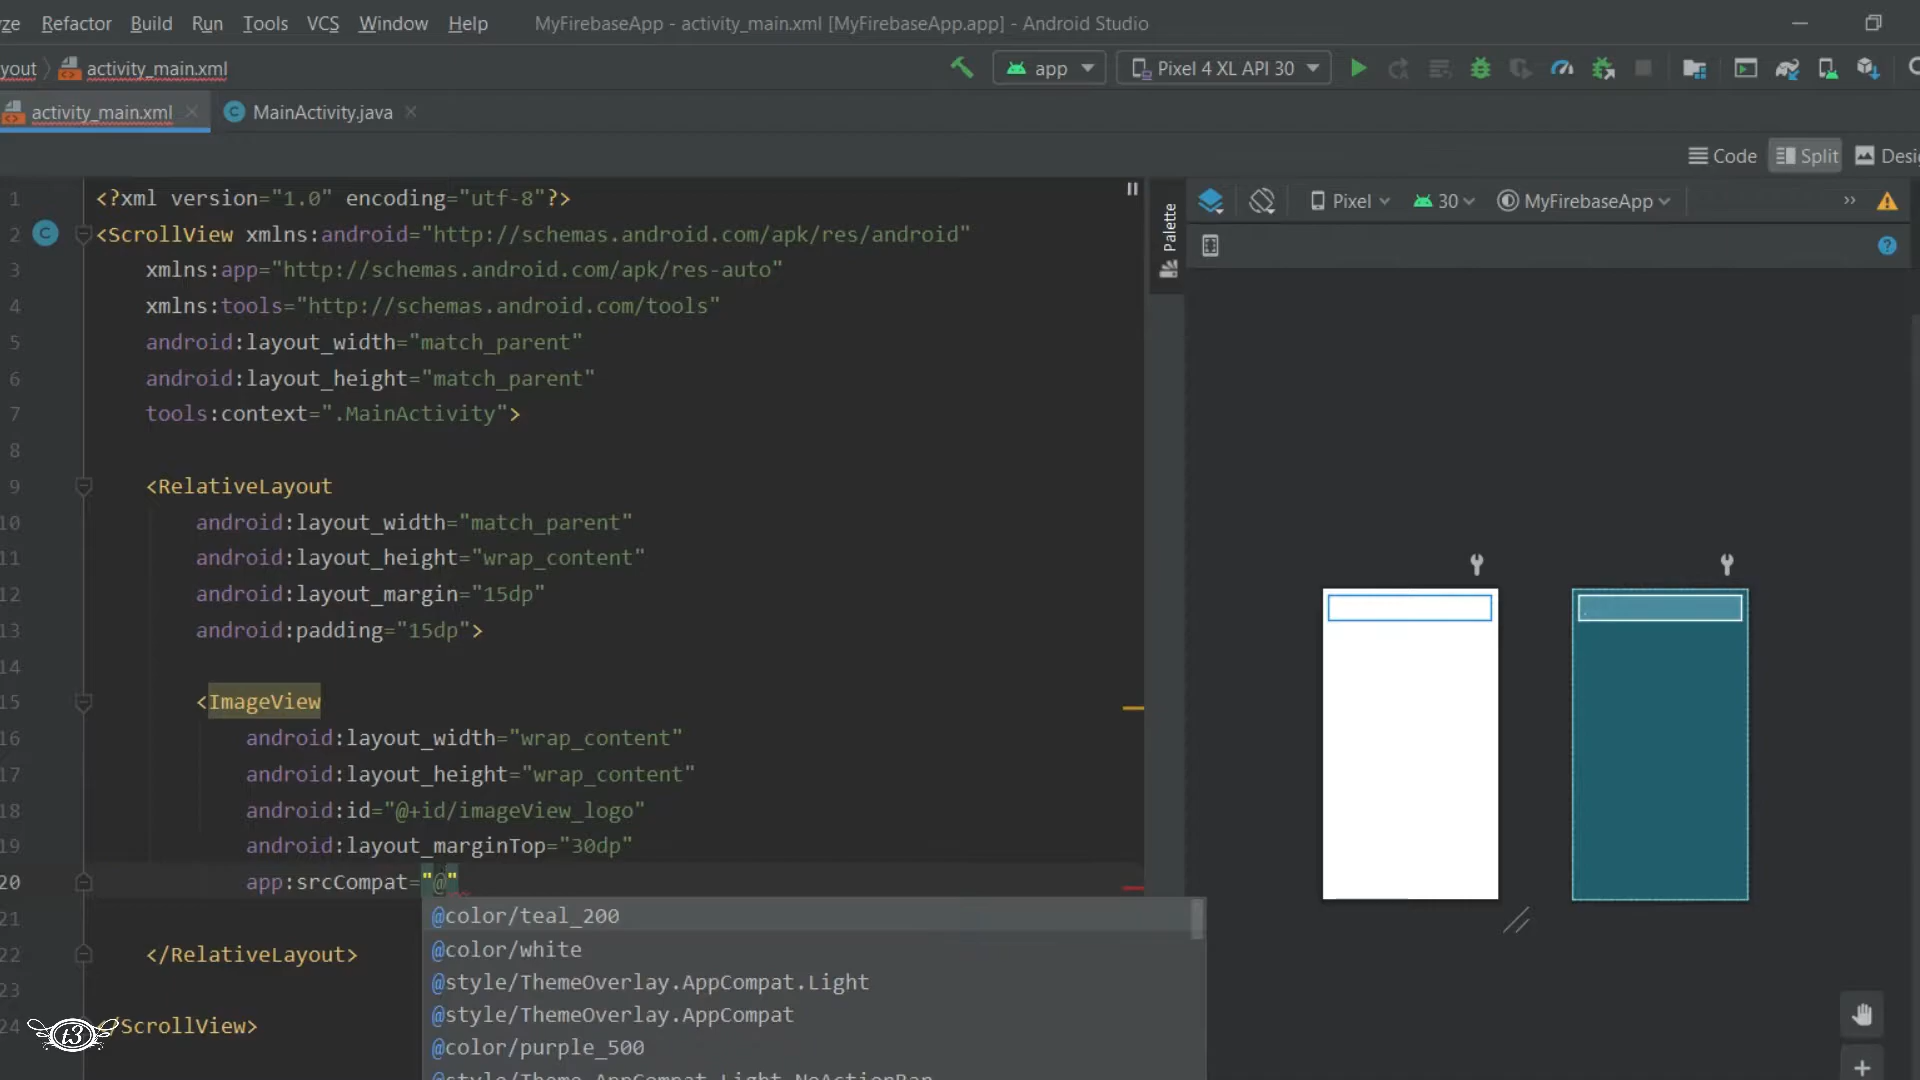 ze Refactor Build Run Tools VCS Window Help MyFirebaseApp - activity_main.xml [MyFirebaseApp.app] - Android Studio
yout activity_main.xml app Pixel 4 XL API 30
activity_main.xml MainActivity.java
Code Split Desi
Pixel 30 MyFirebaseApp
Palette
1 <?xml version="1.0" encoding="utf-8"?>
2 <ScrollView xmlns:android="http://schemas.android.com/apk/res/android"
3 xmlns:app="http://schemas.android.com/apk/res-auto"
4 xmlns:tools="http://schemas.android.com/tools"
5 android:layout_width="match_parent"
6 android:layout_height="match_parent"
7 tools:context=".MainActivity">
8
9 <RelativeLayout
10 android:layout_width="match_parent"
11 android:layout_height="wrap_content"
12 android:layout_margin="15dp"
13 android:padding="15dp">
14
15 <ImageView
16 android:layout_width="wrap_content"
17 android:layout_height="wrap_content"
18 android:id="@+id/imageView_logo"
19 android:layout_marginTop="30dp"
20 app:srcCompat="@"
21
22 </RelativeLayout>
23
24 /ScrollView>
@color/teal_200
@color/white
@style/ThemeOverlay.AppCompat.Light
@style/ThemeOverlay.AppCompat
@color/purple_500
@style/Theme.AppCompat.Light.NoActionBar
t3